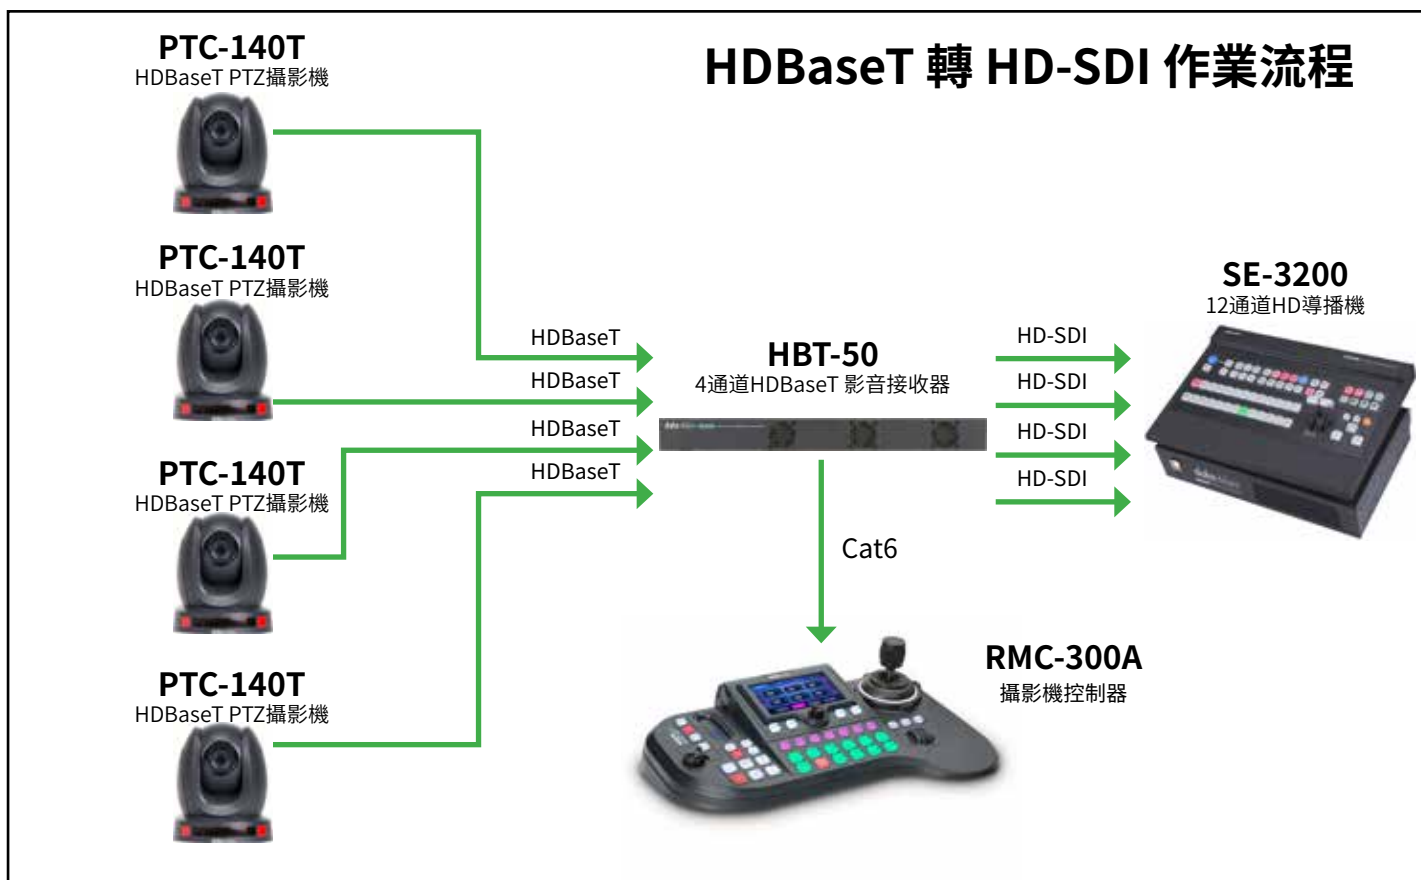 HDBaseT 轉 HD-SDI 作業流程
PTC-140T
HDBaseT PTZ攝影機
PTC-140T
HDBaseT PTZ攝影機
PTC-140T
HDBaseT PTZ攝影機
PTC-140T
HDBaseT PTZ攝影機
HDBaseT
HDBaseT
HDBaseT
HDBaseT
HBT-50
4通道HDBaseT 影音接收器
HD-SDI
HD-SDI
HD-SDI
HD-SDI
SE-3200
12通道HD導播機
Cat6
RMC-300A
攝影機控制器